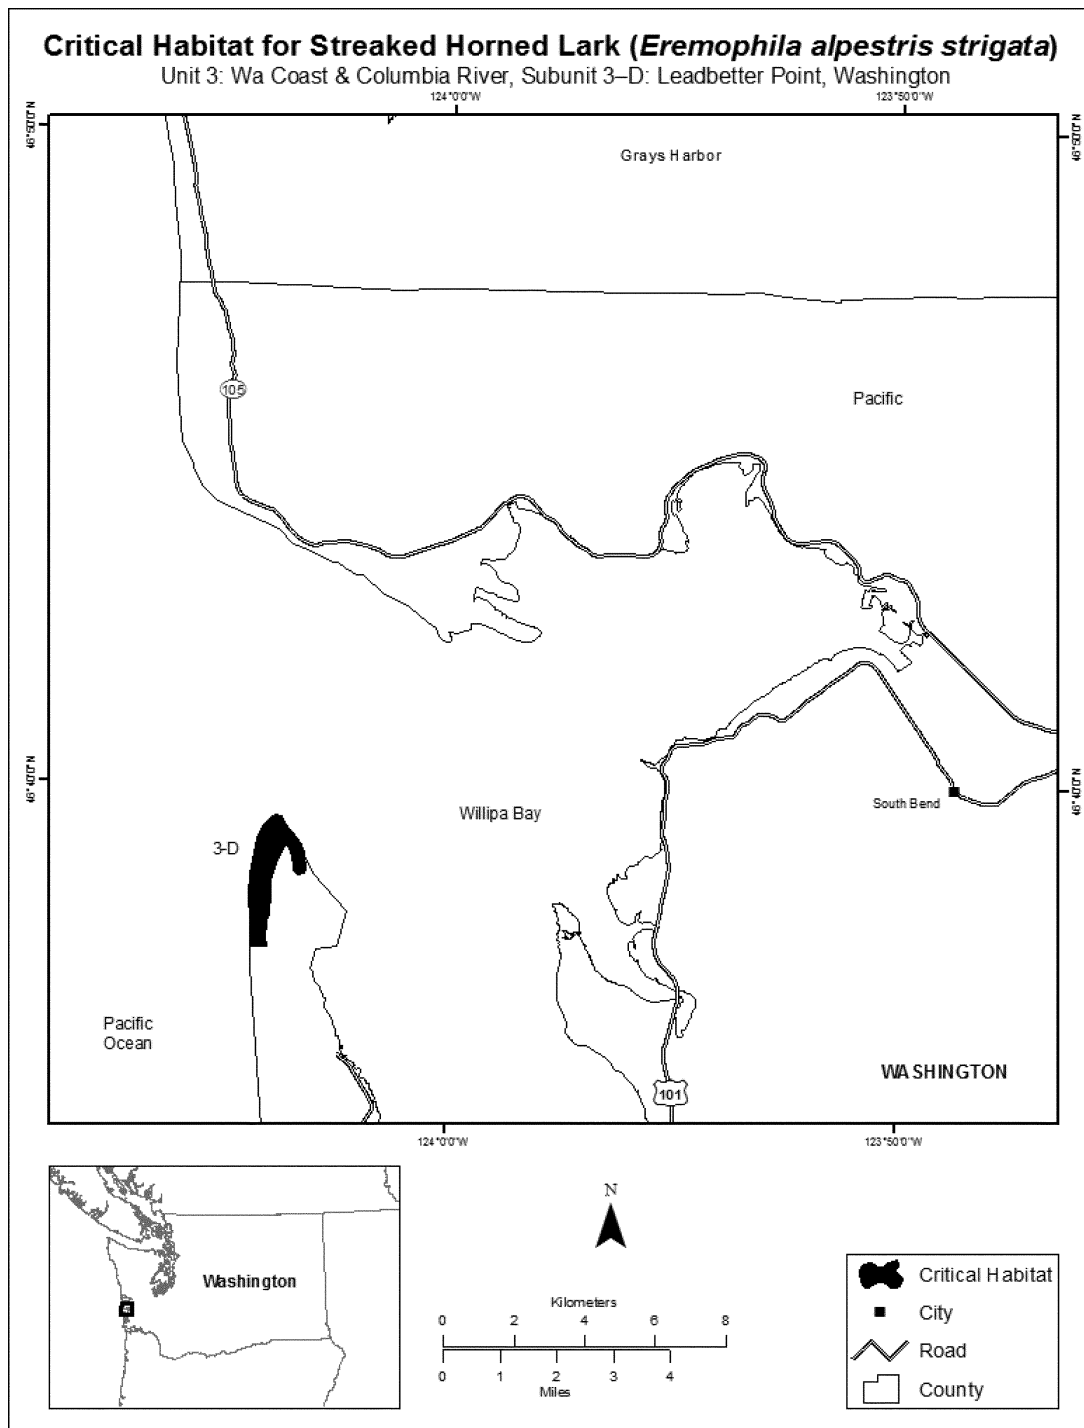 Critical Habitat for Streaked Horned Lark (Eremophila alpestris strigata)
Unit 3: Wa Coast & Columbia River, Subunit 3–D: Leadbetter Point, Washington
124°0'0"W
123°50'0"W
46°50'0"N
46°50'0"N
Grays Harbor
105
Pacific
46°40'0"N
46°40'0"N
South Bend
Willipa Bay
3-D
Pacific
Ocean
WASHINGTON
101
124°0'0"W
123°50'0"W
Washington
N
Kilometers
0 2 4 6 8
0 1 2 3 4
Miles
Critical Habitat
City
Road
County